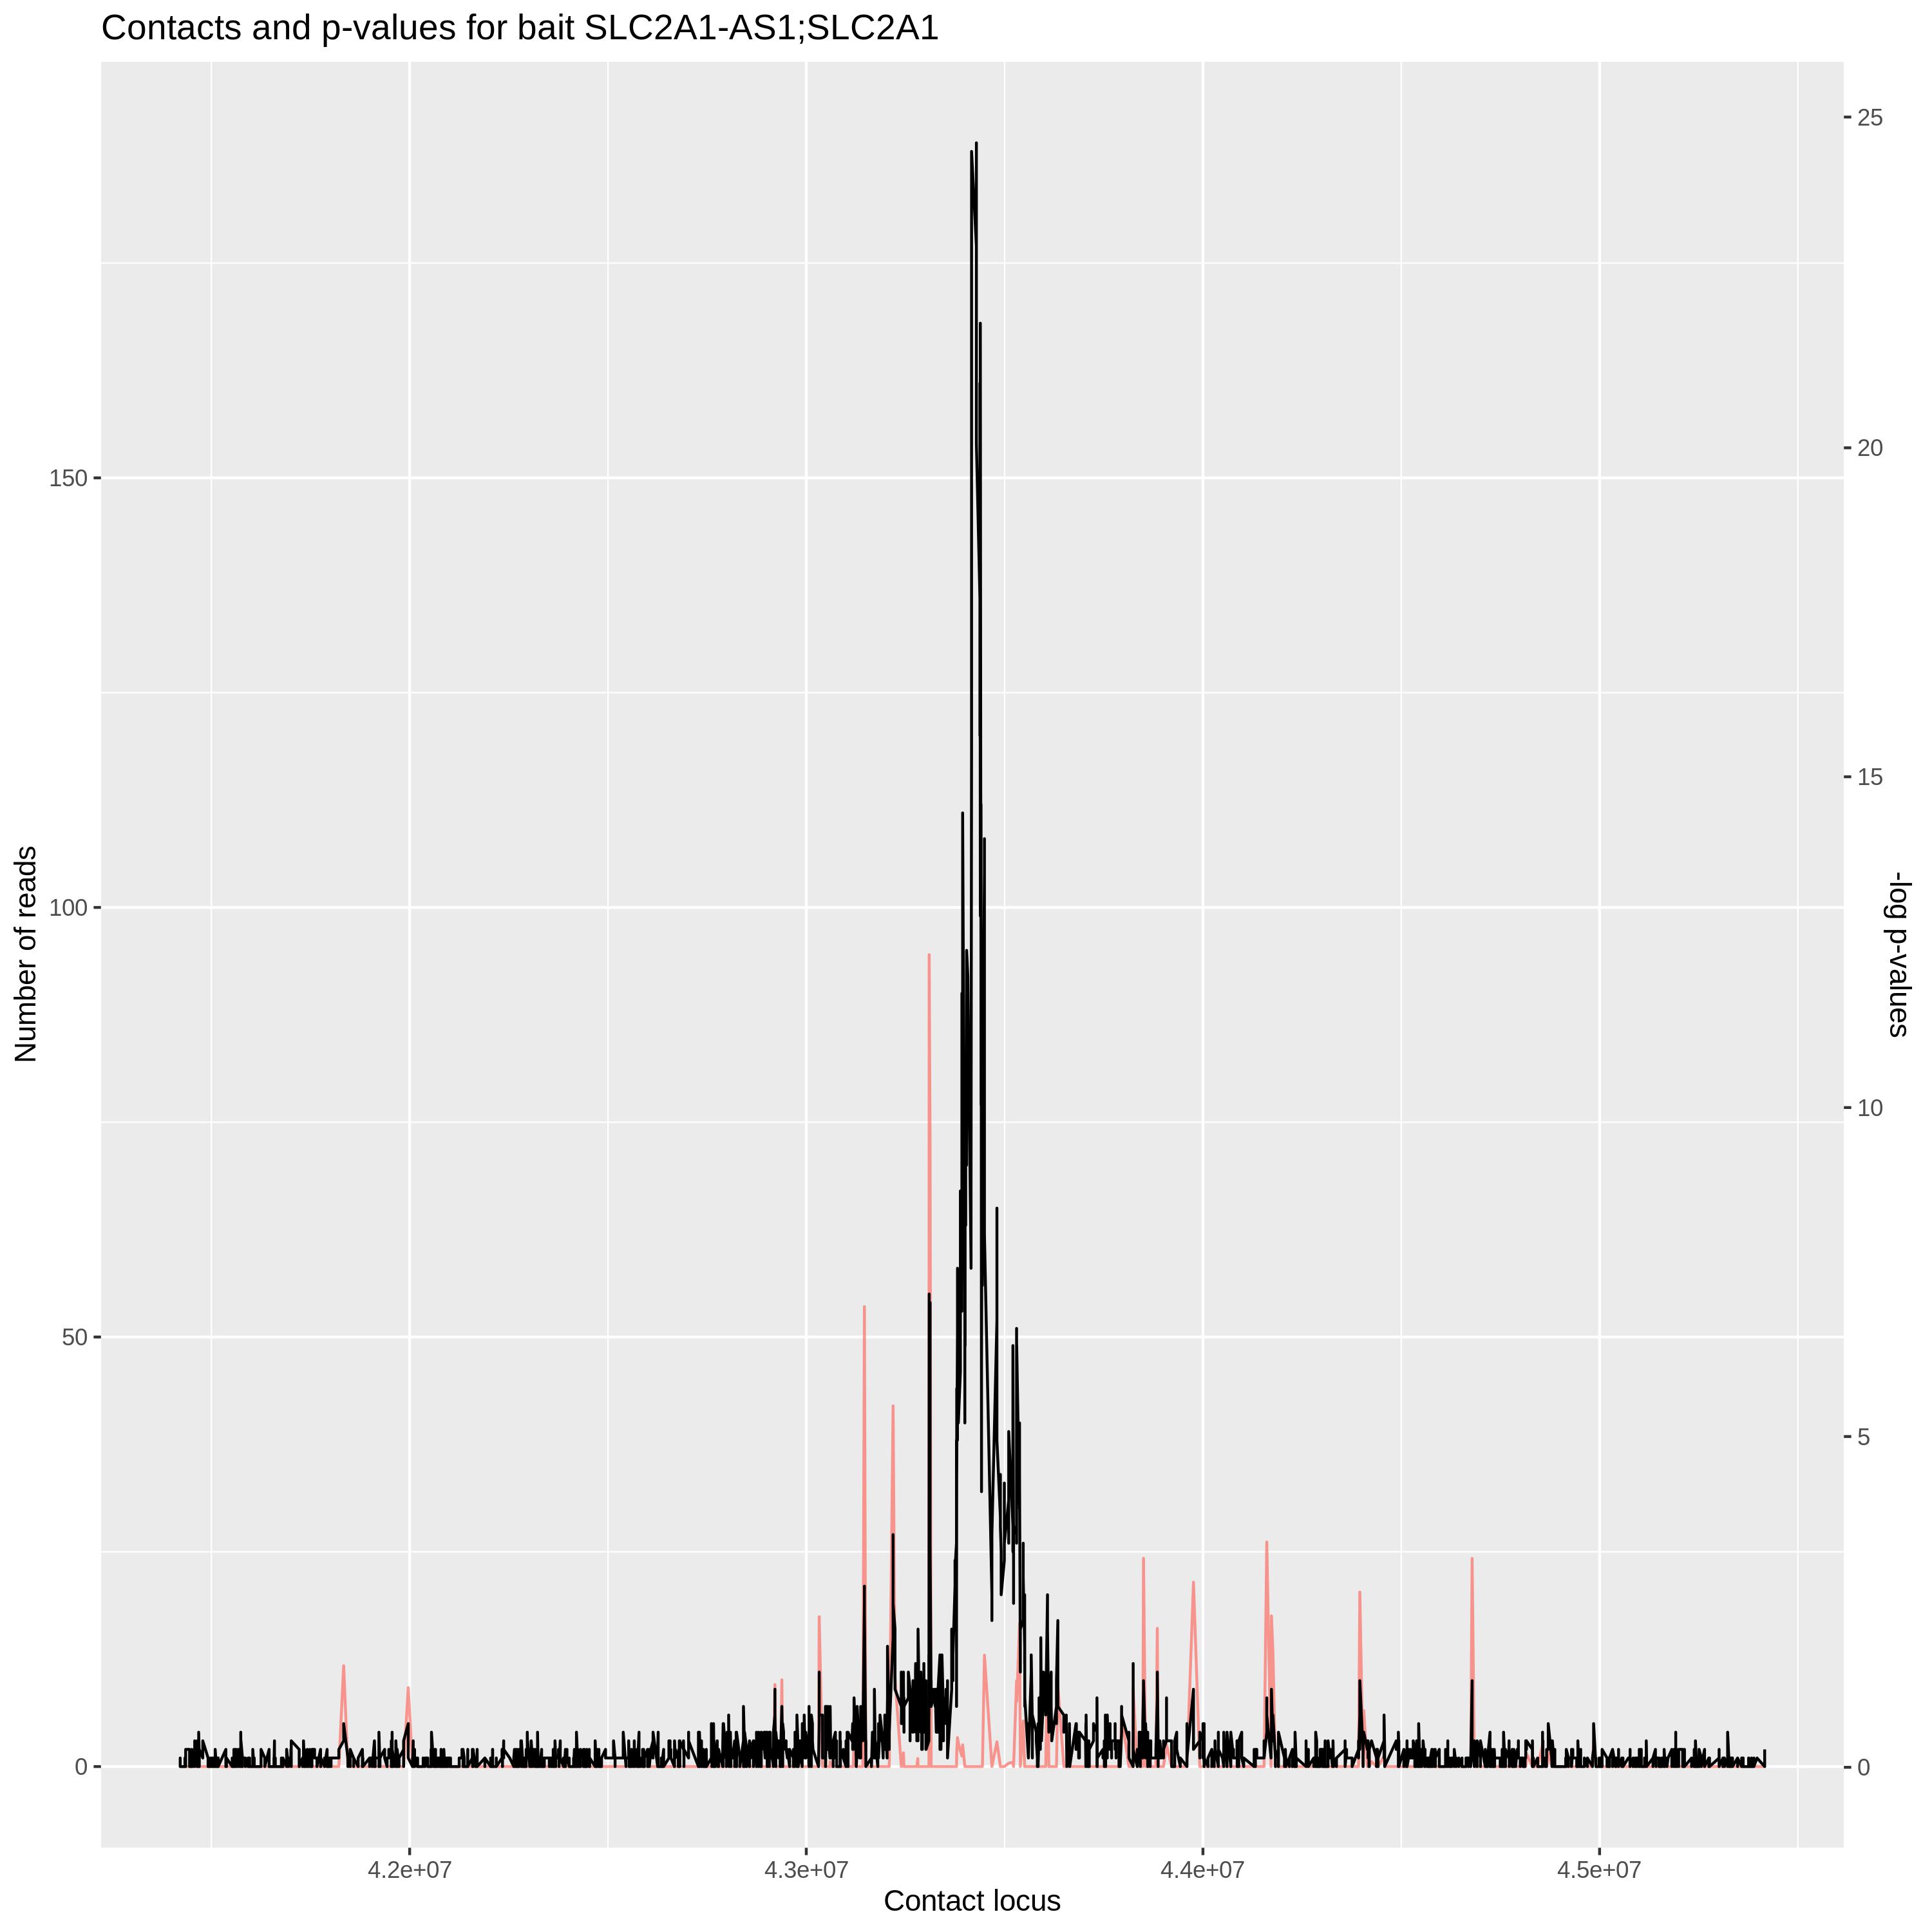 Contacts and p-values for bait SLC2A1-AS1;SLC2A1
Number of reads
150
100
50
0
25
20
15
10
5
0
-log p-values
4.2e+07
4.3e+07
4.4e+07
4.5e+07
Contact locus